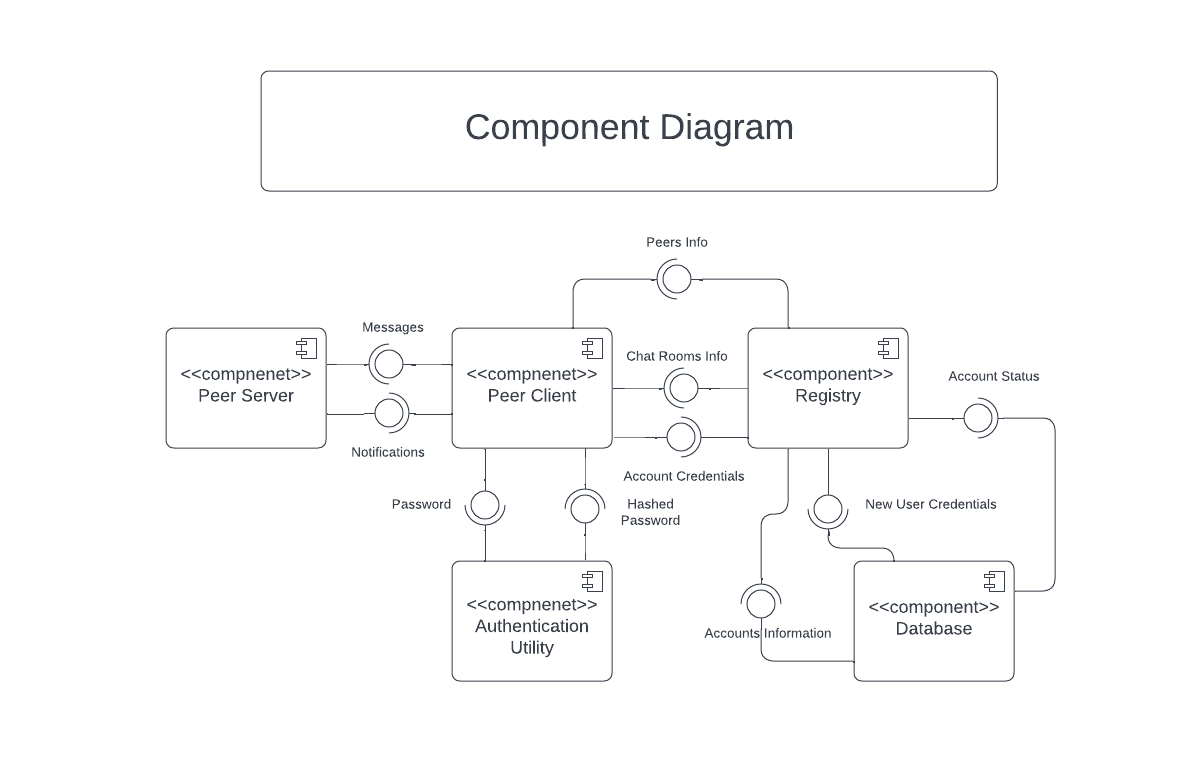 Component Diagram
Peers Info
Messages
<<compnenet>>
Peer Server
<<compnenet>>
Peer Client
Chat Rooms Info
<<component>>
Registry
Account Status
Notifications
Account Credentials
Password
Hashed
Password
New User Credentials
<<compnenet>>
Authentication
Utility
Accounts Information
<<component>>
Database